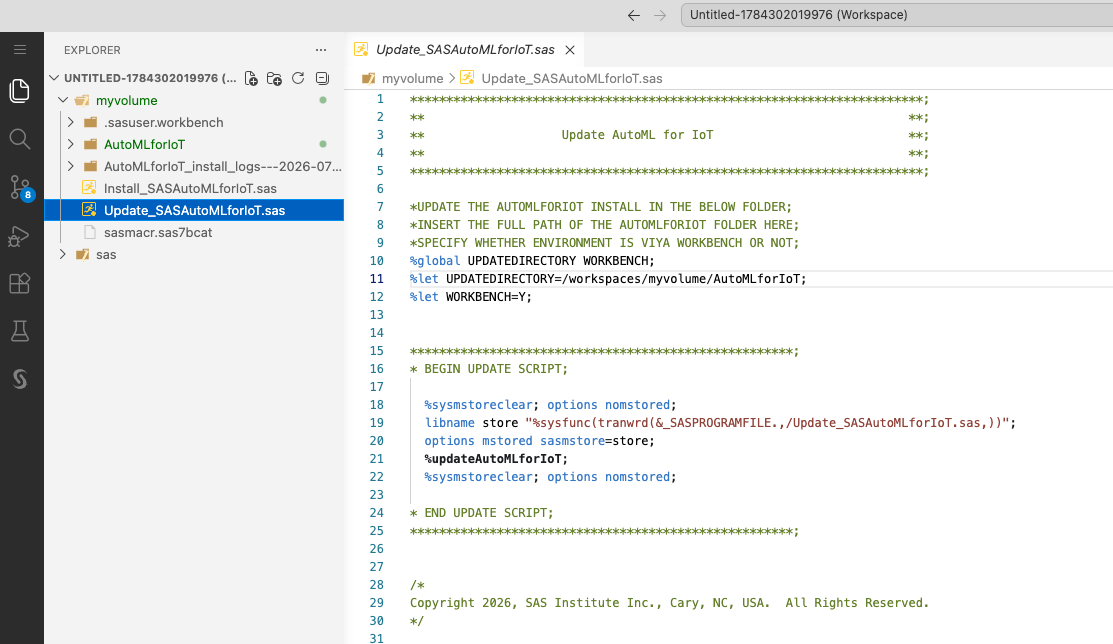 Untitled-1784302019976 (Workspace)
EXPLORER
UNTITLED-1784302019976 (...
myvolume
.sasuser.workbench
AutoMLforIoT
AutoMLforIoT_install_logs---2026-07...
Install_SASAutoMLforIoT.sas
Update_SASAutoMLforIoT.sas
sasmacr.sas7bcat
sas
8
Update_SASAutoMLforIoT.sas
myvolume > Update_SASAutoMLforIoT.sas
1 ***********************************************************************;
2 ** **;
3 ** Update AutoML for IoT **;
4 ** **;
5 ***********************************************************************;
6
7 *UPDATE THE AUTOMLFORIOT INSTALL IN THE BELOW FOLDER;
8 *INSERT THE FULL PATH OF THE AUTOMLFORIOT FOLDER HERE;
9 *SPECIFY WHETHER ENVIRONMENT IS VIYA WORKBENCH OR NOT;
10 %global UPDATEDIRECTORY WORKBENCH;
11 %let UPDATEDIRECTORY=/workspaces/myvolume/AutoMLforIoT;
12 %let WORKBENCH=Y;
13
14
15 *****************************************************;
16 * BEGIN UPDATE SCRIPT;
17
18 %sysmstoreclear; options nomstored;
19 libname store "%sysfunc(tranwrd(&_SASPROGRAMFILE.,/Update_SASAutoMLforIoT.sas,))";
20 options mstored sasmstore=store;
21 %updateAutoMLforIoT;
22 %sysmstoreclear; options nomstored;
23
24 * END UPDATE SCRIPT;
25 *****************************************************;
26
27
28 /*
29 Copyright 2026, SAS Institute Inc., Cary, NC, USA.  All Rights Reserved.
30 */
31